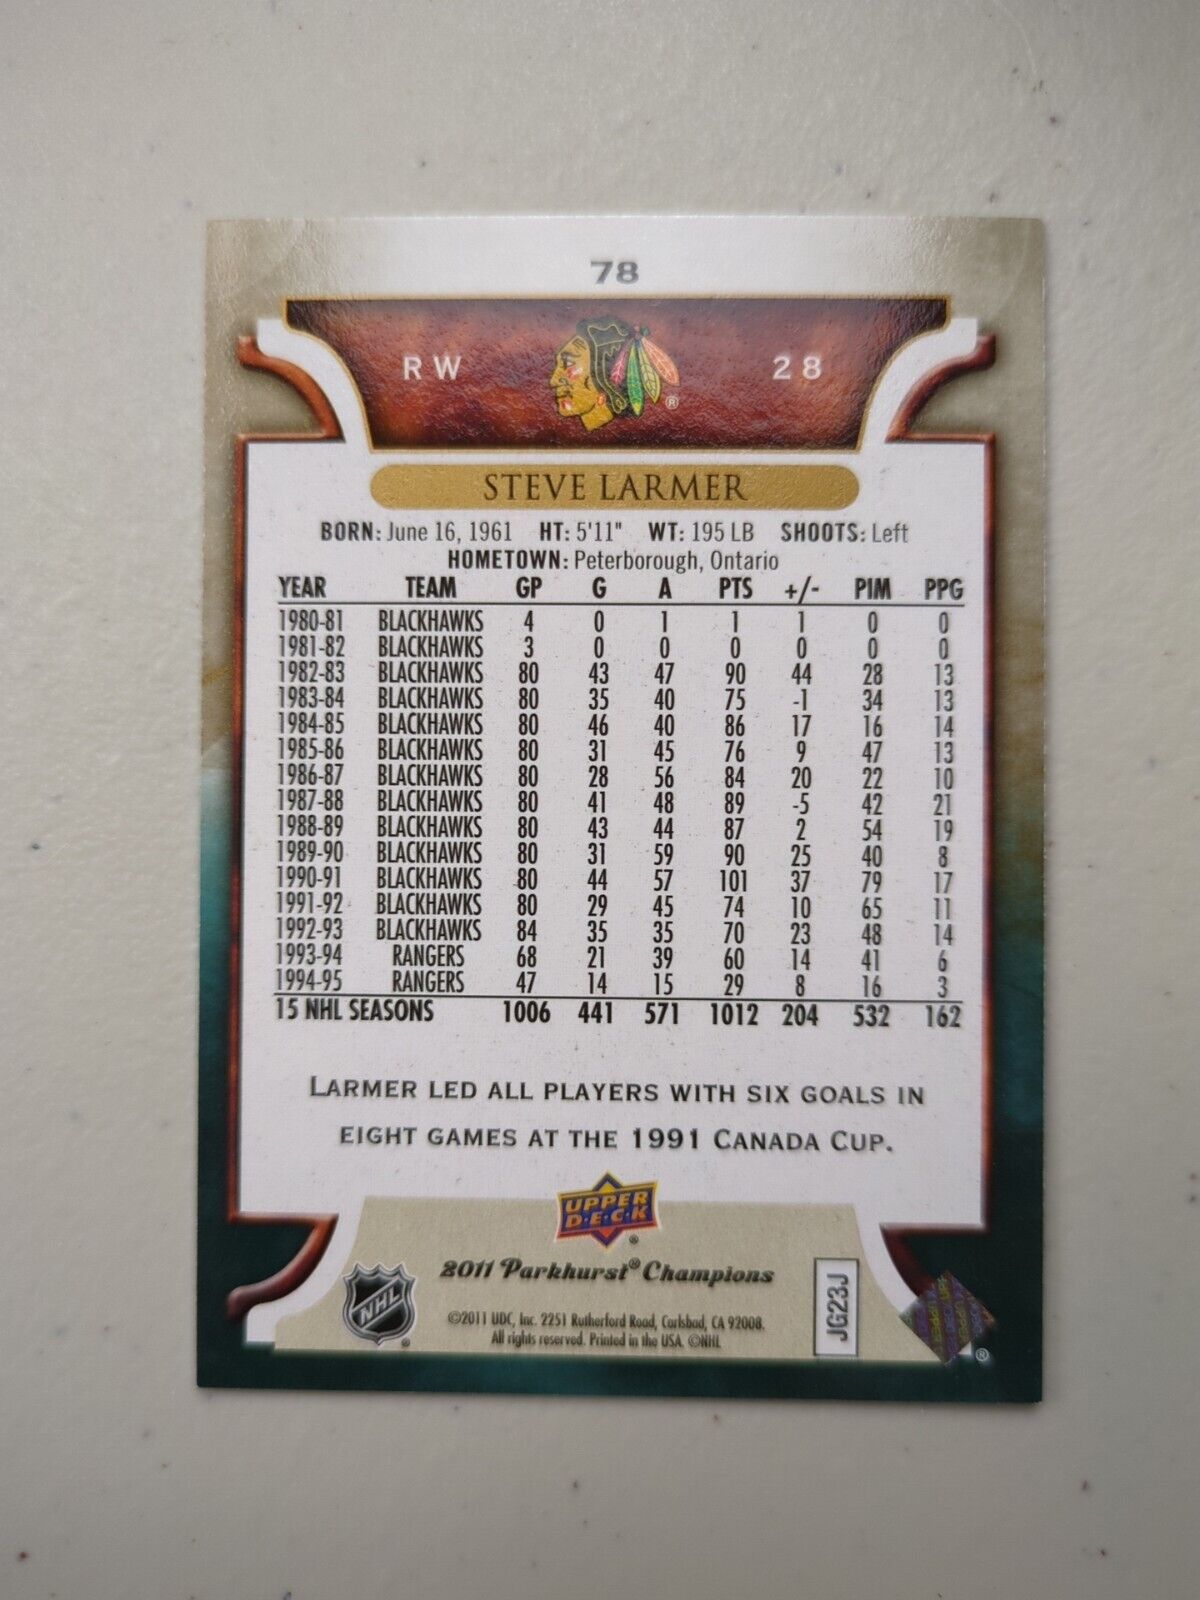 78
RW 28
®
STEVE LARMER
BORN: June 16, 1961 HT: 5'11" WT: 195 LB SHOOTS: Left
HOMETOWN: Peterborough, Ontario
YEAR TEAM GP G A PTS +/- PIM PPG
1980-81 BLACKHAWKS 4 0 1 1 1 0 0
1981-82 BLACKHAWKS 3 0 0 0 0 0 0
1982-83 BLACKHAWKS 80 43 47 90 44 28 13
1983-84 BLACKHAWKS 80 35 40 75 -1 34 13
1984-85 BLACKHAWKS 80 46 40 86 17 16 14
1985-86 BLACKHAWKS 80 31 45 76 9 47 13
1986-87 BLACKHAWKS 80 28 56 84 20 22 10
1987-88 BLACKHAWKS 80 41 48 89 -5 42 21
1988-89 BLACKHAWKS 80 43 44 87 2 54 19
1989-90 BLACKHAWKS 80 31 59 90 25 40 8
1990-91 BLACKHAWKS 80 44 57 101 37 79 17
1991-92 BLACKHAWKS 80 29 45 74 10 65 11
1992-93 BLACKHAWKS 84 35 35 70 23 48 14
1993-94 RANGERS 68 21 39 60 14 41 6
1994-95 RANGERS 47 14 15 29 8 16 3
15 NHL SEASONS 1006 441 571 1012 204 532 162
LARMER LED ALL PLAYERS WITH SIX GOALS IN
EIGHT GAMES AT THE 1991 CANADA CUP.
UPPER
D·E·C·K
®
2011 Parkhurst® Champions
NHL
®
©2011 UDC, Inc. 2251 Rutherford Road, Carlsbad, CA 92008.
All rights reserved. Printed in the USA. ©NHL
JG23J
UPPER
®